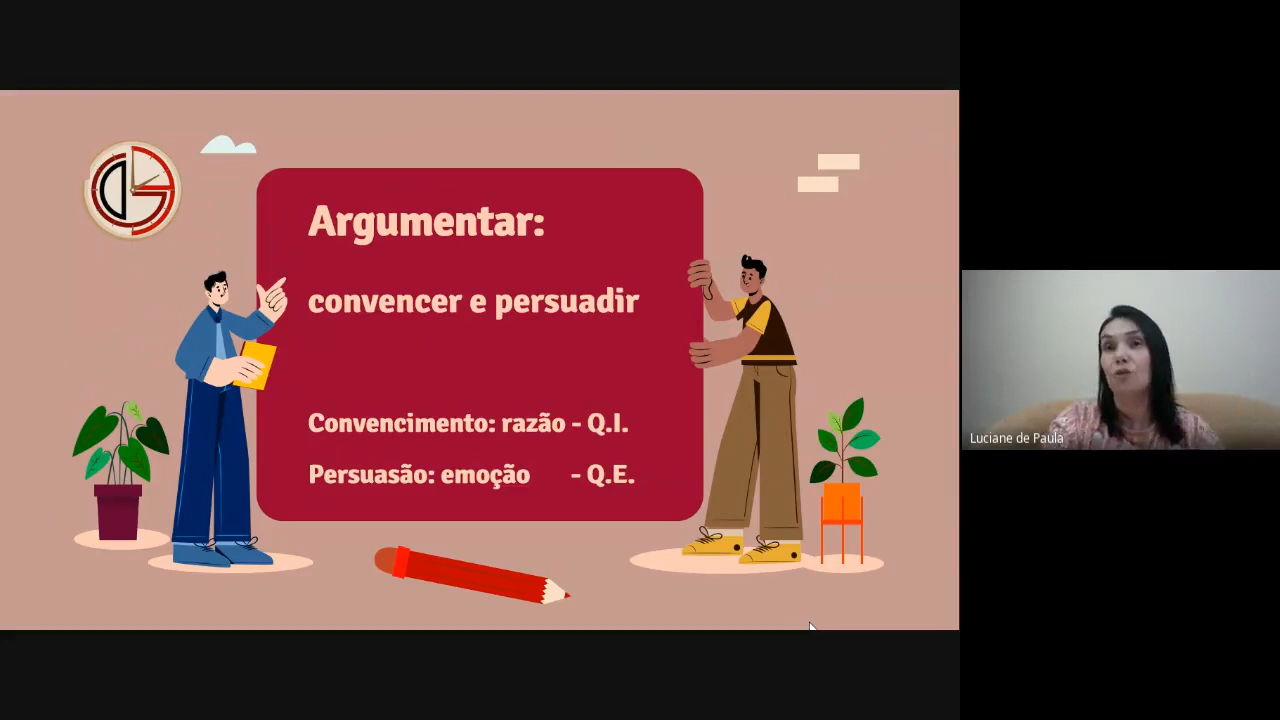 Argumentar:
convencer e persuadir
Convencimento: razão - Q.I.
Persuasão: emoção - Q.E.
Luciane de Paula